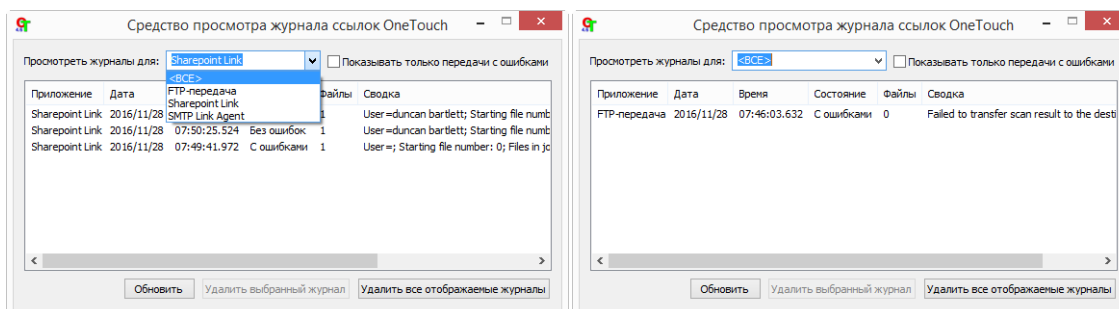 Средство просмотра журнала ссылок OneTouch
Просмотреть журналы для: Sharepoint Link Показывать только передачи с ошибками
<ВСЕ>
FTP-передача
Sharepoint Link
SMTP Link Agent
Приложение Дата Файлы Сводка
Sharepoint Link 2016/11/28 1 User=duncan bartlett; Starting file numb
Sharepoint Link 2016/11/28 07:50:25.524 Без ошибок 1 User=duncan bartlett; Starting file numb
Sharepoint Link 2016/11/28 07:49:41.972 С ошибками 1 User=; Starting file number: 0; Files in jo
Обновить Удалить выбранный журнал Удалить все отображаемые журналы
Средство просмотра журнала ссылок OneTouch
Просмотреть журналы для: <ВСЕ> Показывать только передачи с ошибками
Приложение Дата Время Состояние Файлы Сводка
FTP-передача 2016/11/28 07:46:03.632 С ошибками 0 Failed to transfer scan result to the desti
Обновить Удалить выбранный журнал Удалить все отображаемые журналы